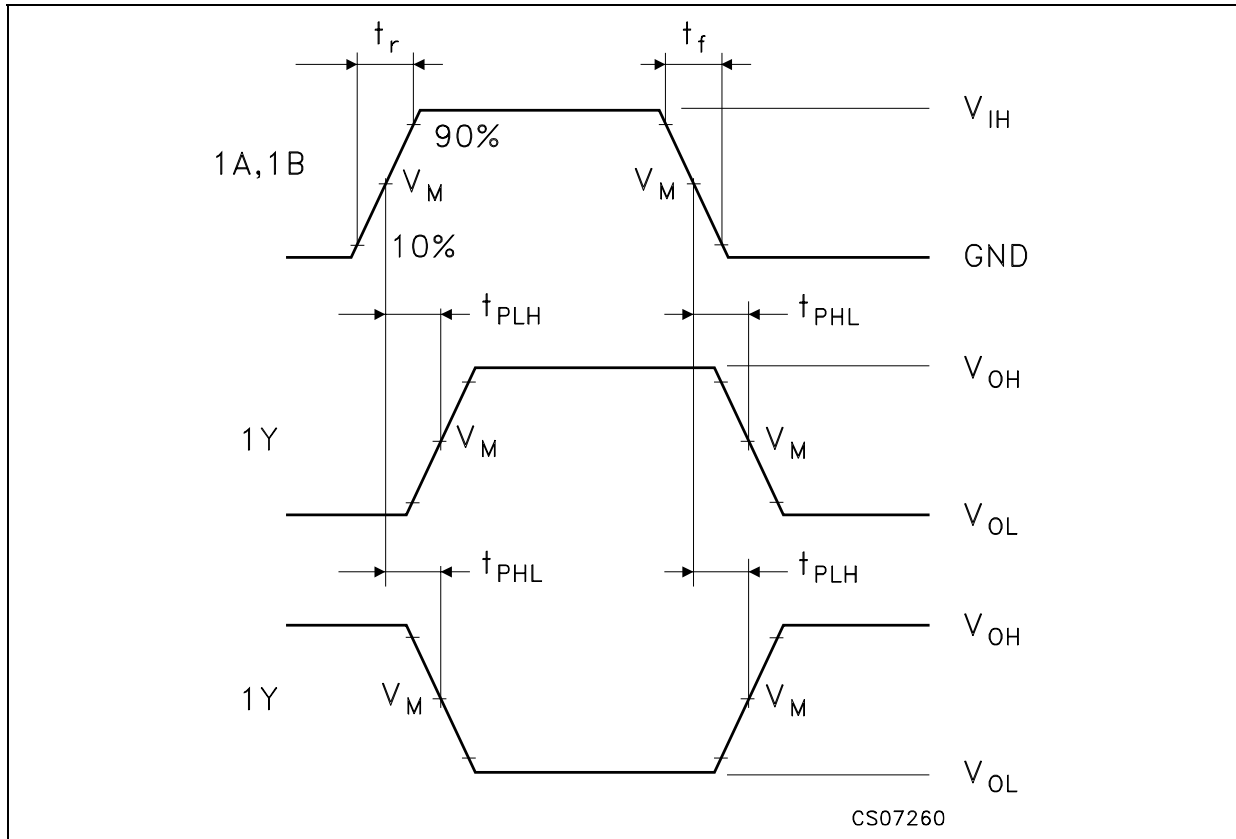 tr tf
VIH
90%
1A,1B VM VM
10%
GND
tPLH tPHL
VOH
1Y VM VM
VOL
tPHL tPLH
VOH
1Y VM VM
VOL
CS07260